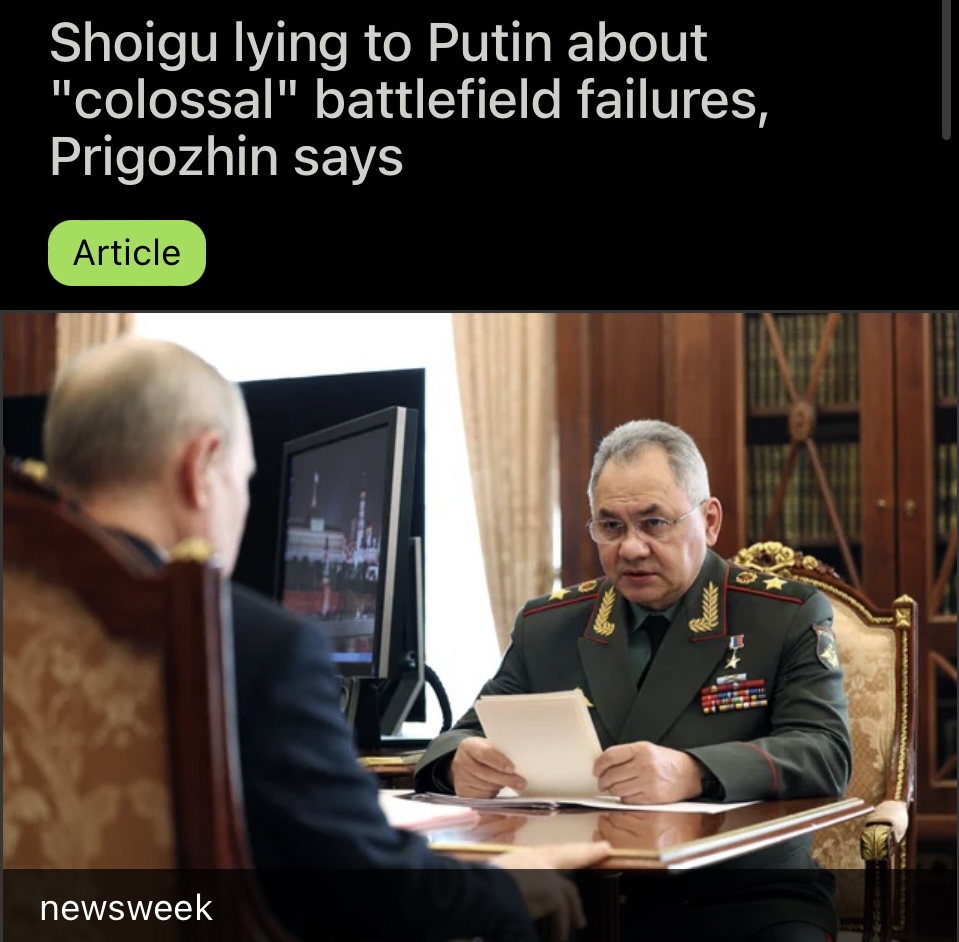 Shoigu lying to Putin about
"colossal" battlefield failures,
Prigozhin says
Article
newsweek